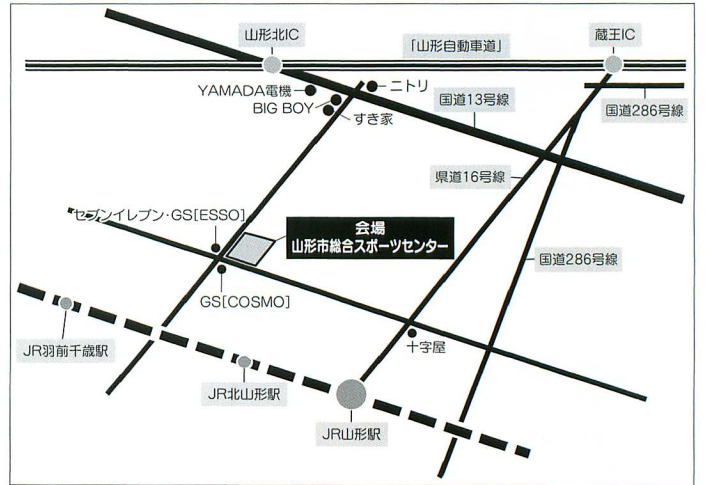 山形北IC
「山形自動車道」
蔵王IC
YAMADA電機
ニトリ
BIG BOY
すき家
国道13号線
国道286号線
県道16号線
セブンイレブン・GS[ESSO]
会場
山形市総合スポーツセンター
国道286号線
GS[COSMO]
JR羽前千歳駅
十字屋
JR北山形駅
JR山形駅